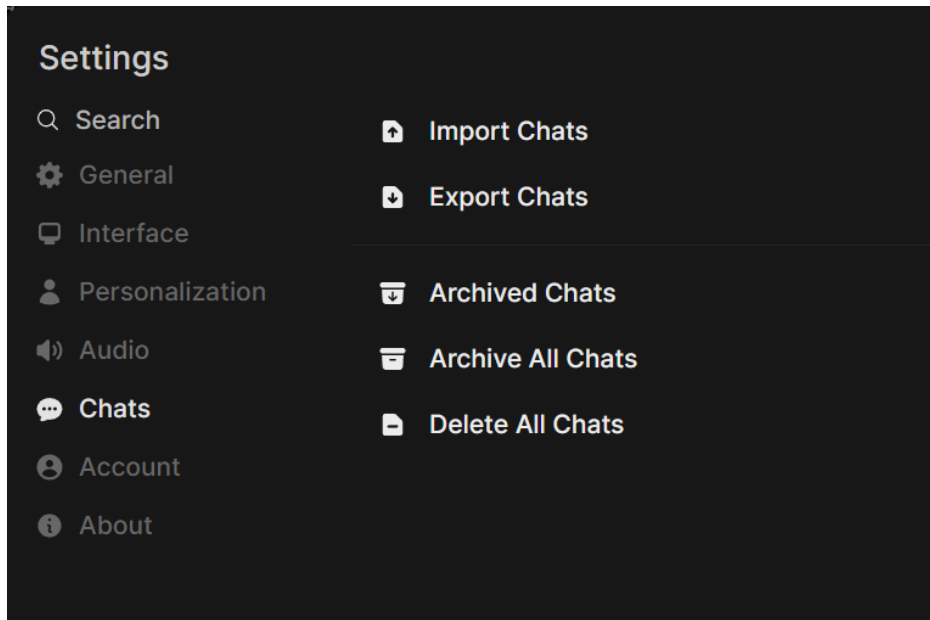 Settings
Search
General
Interface
Personalization
Audio
Chats
Account
About
Import Chats
Export Chats
Archived Chats
Archive All Chats
Delete All Chats